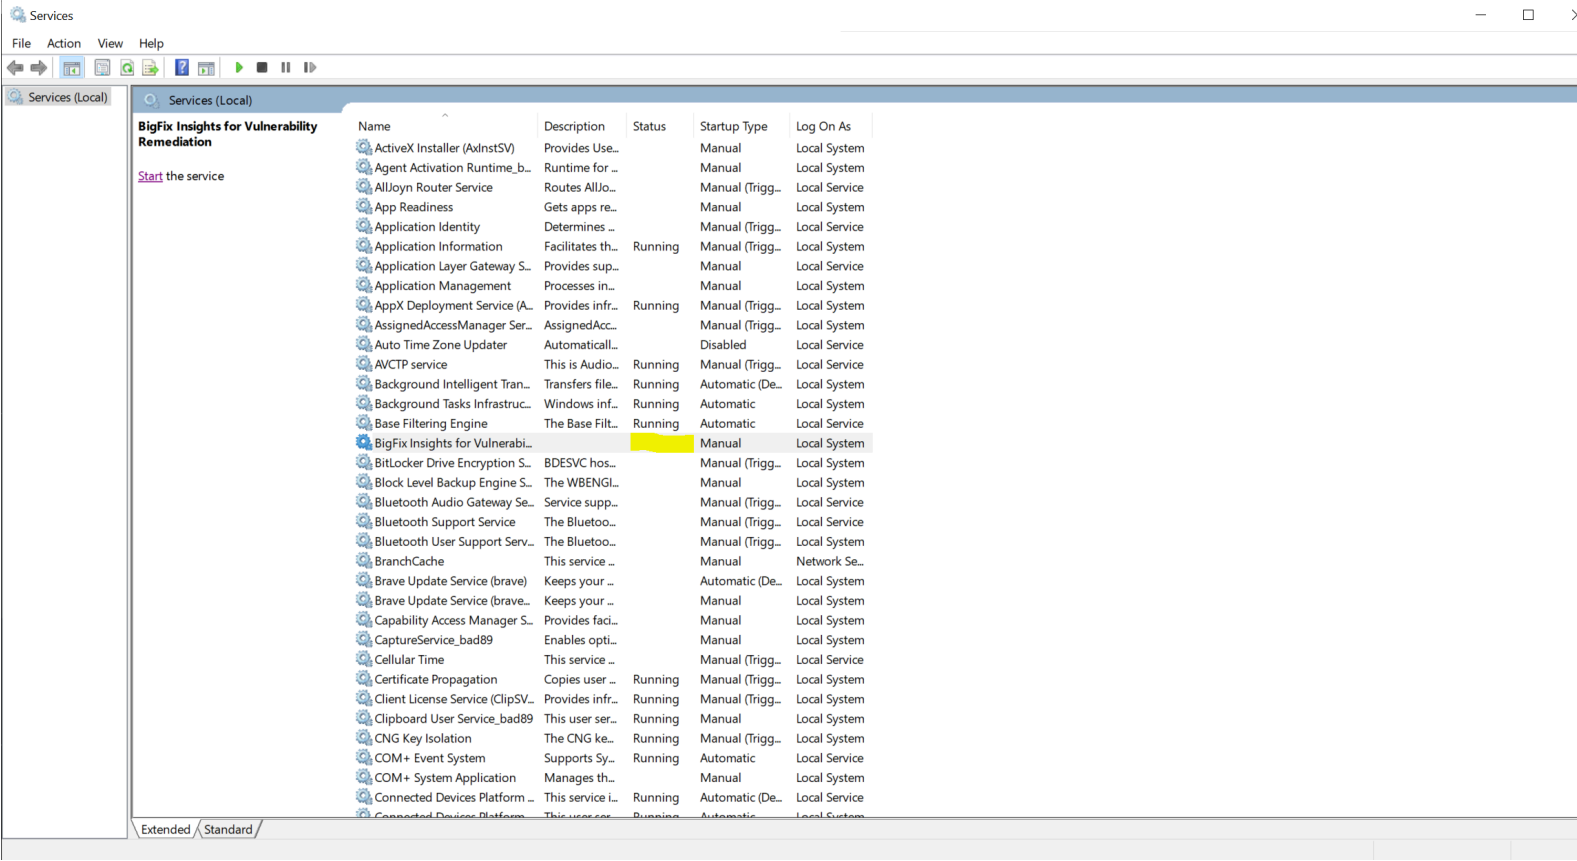 Services
File Action View Help
Services (Local)
Services (Local)
BigFix Insights for Vulnerability
Remediation
Start the service
Name Description Status Startup Type Log On As
ActiveX Installer (AxInstSV) Provides Use... Manual Local System
Agent Activation Runtime_b... Runtime for ... Manual Local System
AllJoyn Router Service Routes AllJo... Manual (Trigg... Local Service
App Readiness Gets apps re... Manual Local System
Application Identity Determines ... Manual (Trigg... Local Service
Application Information Facilitates th... Running Manual (Trigg... Local System
Application Layer Gateway S... Provides sup... Manual Local Service
Application Management Processes in... Manual Local System
AppX Deployment Service (A... Provides infr... Running Manual (Trigg... Local System
AssignedAccessManager Ser... AssignedAcc... Manual (Trigg... Local System
Auto Time Zone Updater Automaticall... Disabled Local Service
AVCTP service This is Audio... Running Manual (Trigg... Local Service
Background Intelligent Tran... Transfers file... Running Automatic (De... Local System
Background Tasks Infrastruc... Windows inf... Running Automatic Local System
Base Filtering Engine The Base Filt... Running Automatic Local Service
BigFix Insights for Vulnerabi... Manual Local System
BitLocker Drive Encryption S... BDESVC hos... Manual (Trigg... Local System
Block Level Backup Engine S... The WBENGI... Manual Local System
Bluetooth Audio Gateway Se... Service supp... Manual (Trigg... Local Service
Bluetooth Support Service The Bluetoo... Manual (Trigg... Local Service
Bluetooth User Support Serv... The Bluetoo... Manual (Trigg... Local System
BranchCache This service ... Manual Network Se...
Brave Update Service (brave) Keeps your ... Automatic (De... Local System
Brave Update Service (brave... Keeps your ... Manual Local System
Capability Access Manager S... Provides faci... Manual Local System
CaptureService_bad89 Enables opti... Manual Local System
Cellular Time This service ... Manual (Trigg... Local Service
Certificate Propagation Copies user ... Running Manual (Trigg... Local System
Client License Service (ClipSV... Provides infr... Running Manual (Trigg... Local System
Clipboard User Service_bad89 This user ser... Running Manual Local System
CNG Key Isolation The CNG ke... Running Manual (Trigg... Local System
COM+ Event System Supports Sy... Running Automatic Local Service
COM+ System Application Manages th... Manual Local System
Connected Devices Platform ... This service i... Running Automatic (De... Local Service
Connected Devices Platform This user ser... Running Automatic Local System
Extended Standard